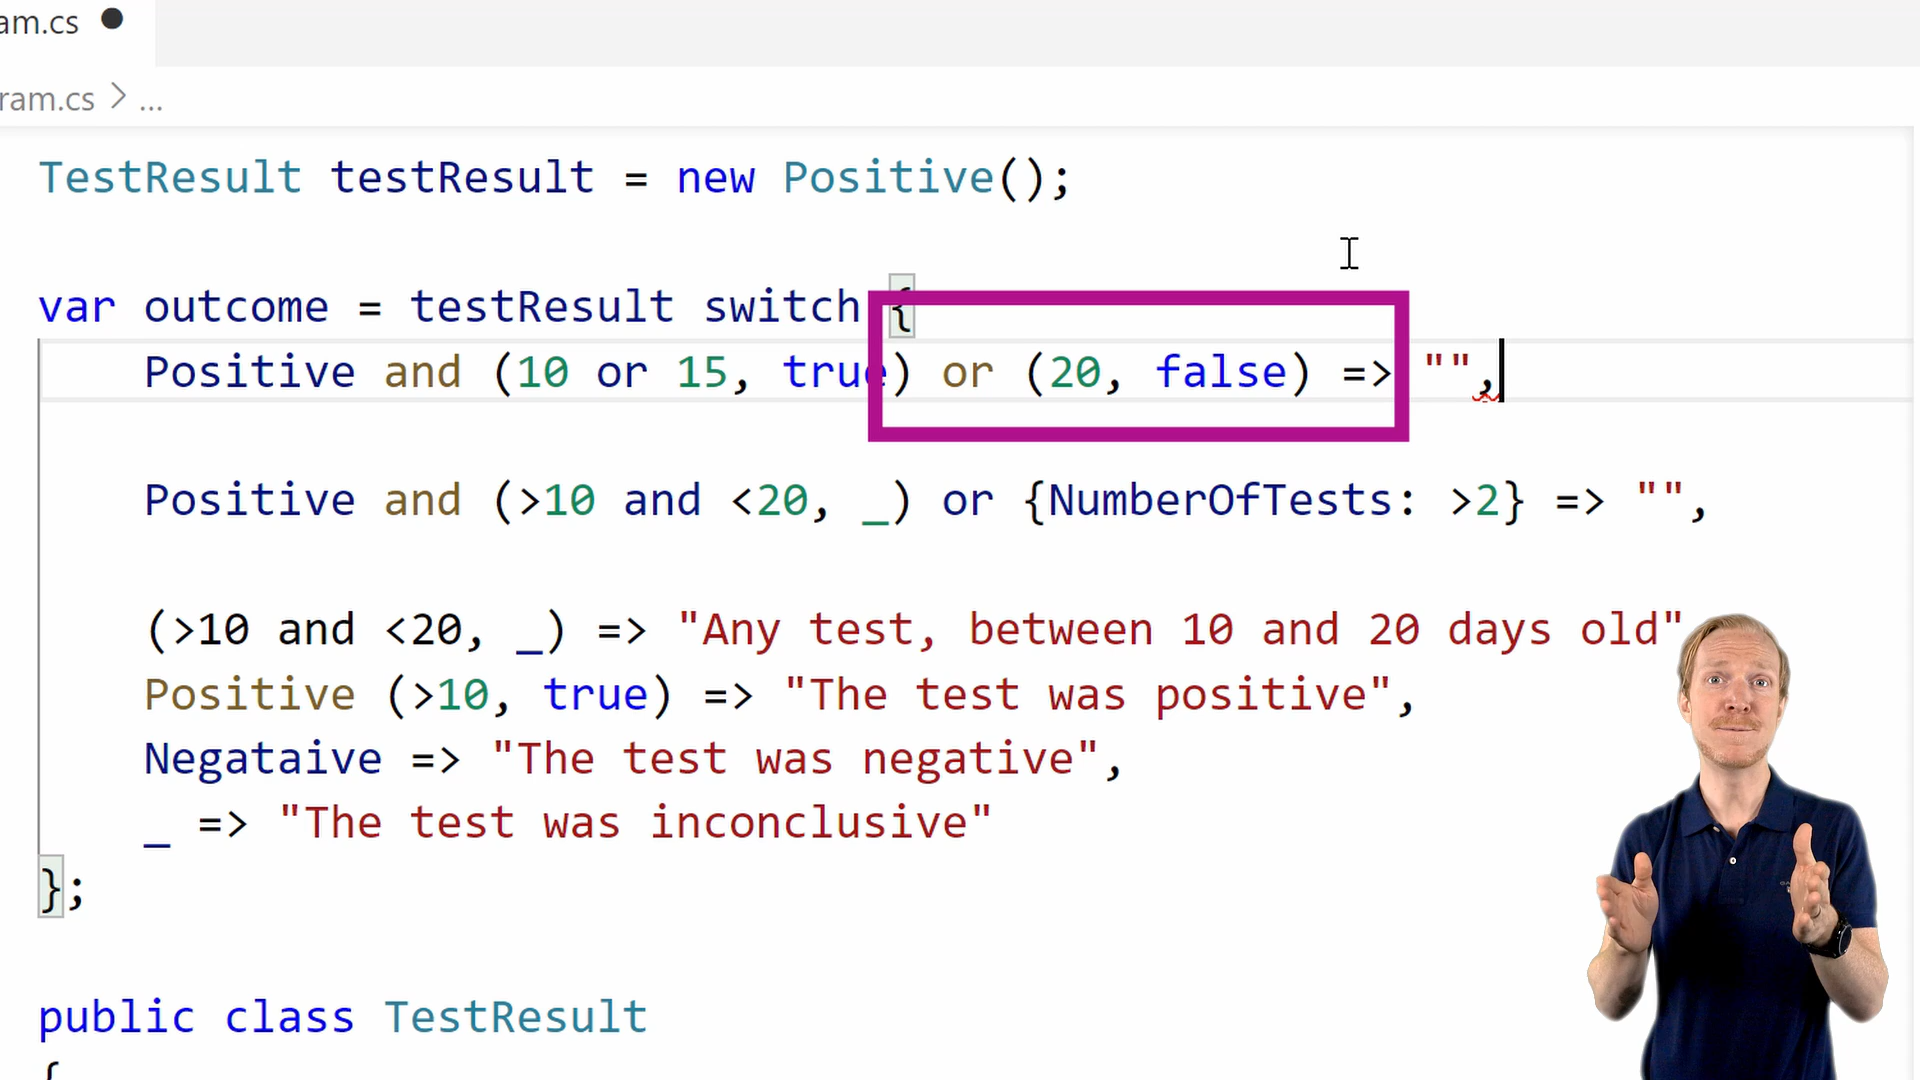 am.cs
ram.cs > ...
TestResult testResult = new Positive();
var outcome = testResult switch {
Positive and (10 or 15, true) or (20, false) => "",
Positive and (>10 and <20, _) or {NumberOfTests: >2} => "",
(>10 and <20, _) => "Any test, between 10 and 20 days old"
Positive (>10, true) => "The test was positive",
Negataive => "The test was negative",
_ => "The test was inconclusive"
};
public class TestResult
{